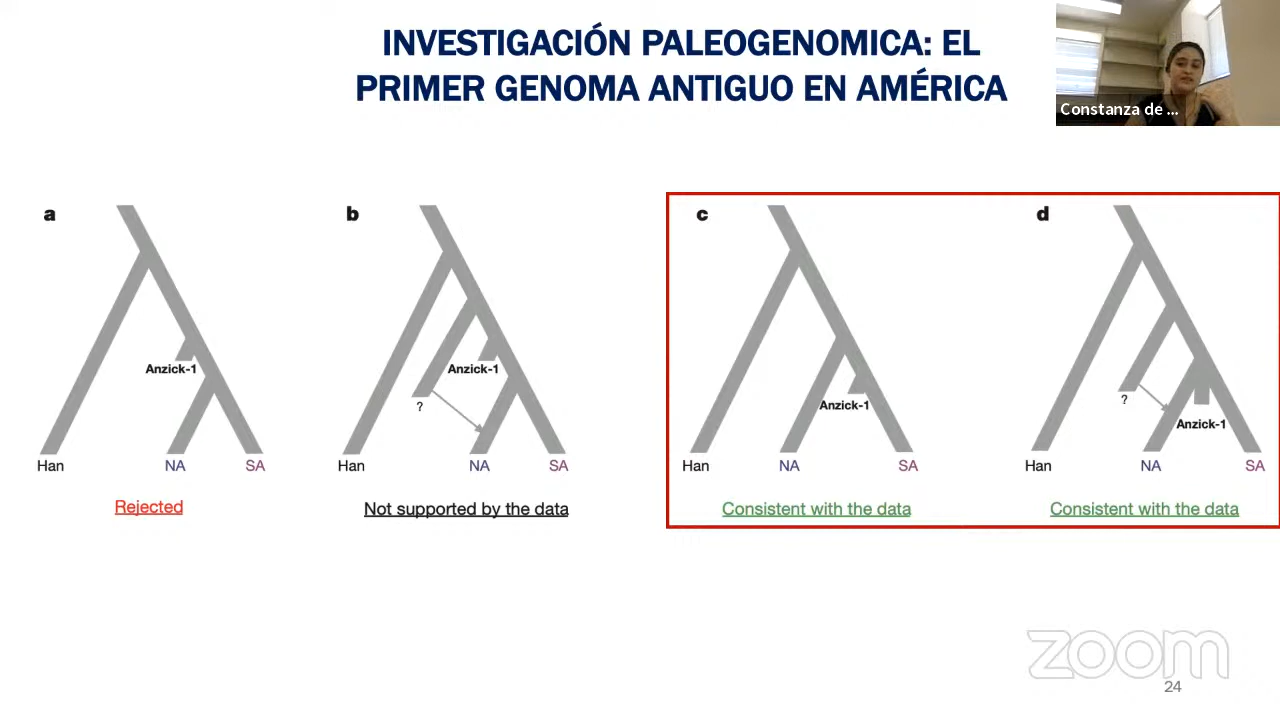 INVESTIGACIÓN PALEOGENOMICA: EL
PRIMER GENOMA ANTIGUO EN AMÉRICA
Constanza de ...
a
Anzick-1
Han
NA
SA
Rejected
b
Anzick-1
?
Han
NA
SA
Not supported by the data
c
Anzick-1
Han
NA
SA
Consistent with the data
d
?
Anzick-1
Han
NA
SA
Consistent with the data
zoom
24